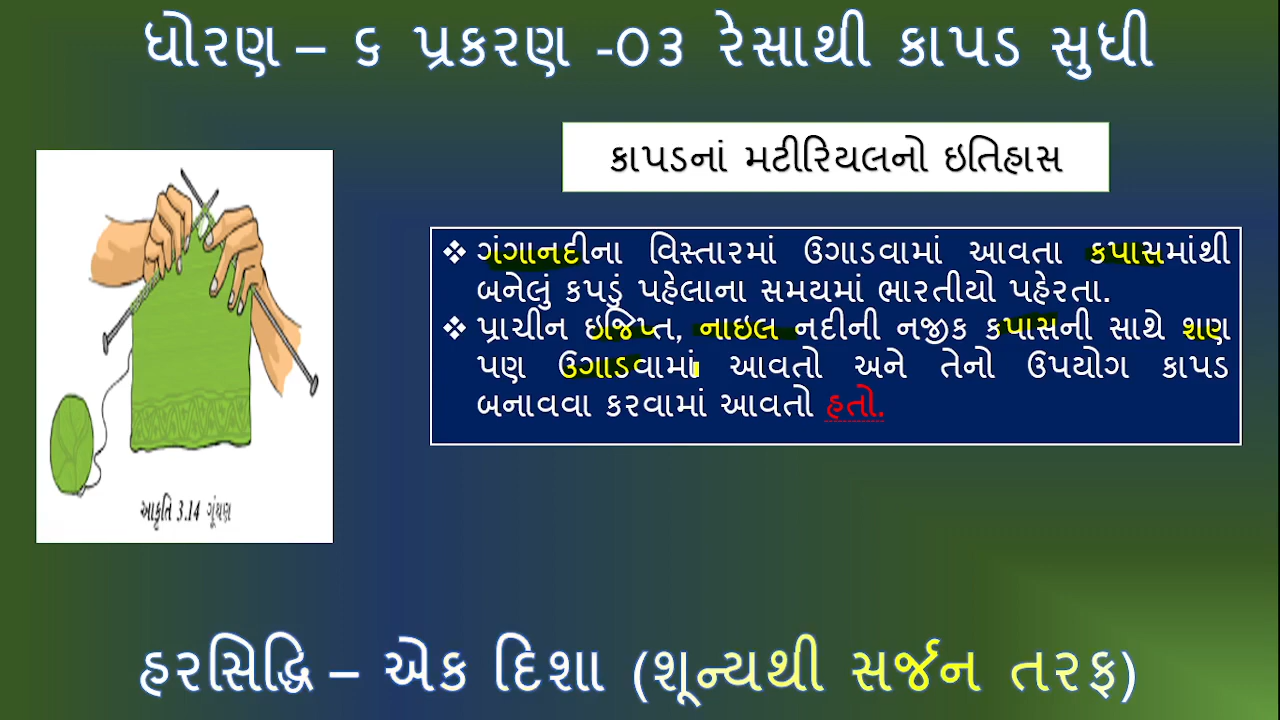 ધોરણ – ૬ પ્રકરણ -૦૩ રેસાથી કાપડ સુધી
કાપડનાં મટીરિયલનો ઇતિહાસ
❖ ગંગાનદીના વિસ્તારમાં ઉગાડવામાં આવતા કપાસમાંથી
બનેલું કપડું પહેલાના સમયમાં ભારતીયો પહેરતા.
❖ પ્રાચીન ઇજિપ્ત, નાઇલ નદીની નજીક કપાસની સાથે શણ
પણ ઉગાડવામાં આવતો અને તેનો ઉપયોગ કાપડ
બનાવવા કરવામાં આવતો હતો.
આકૃતિ 3.14 ગૂંથણ
હરસિદ્ધિ – એક દિશા (શૂન્યથી સર્જન તરફ)